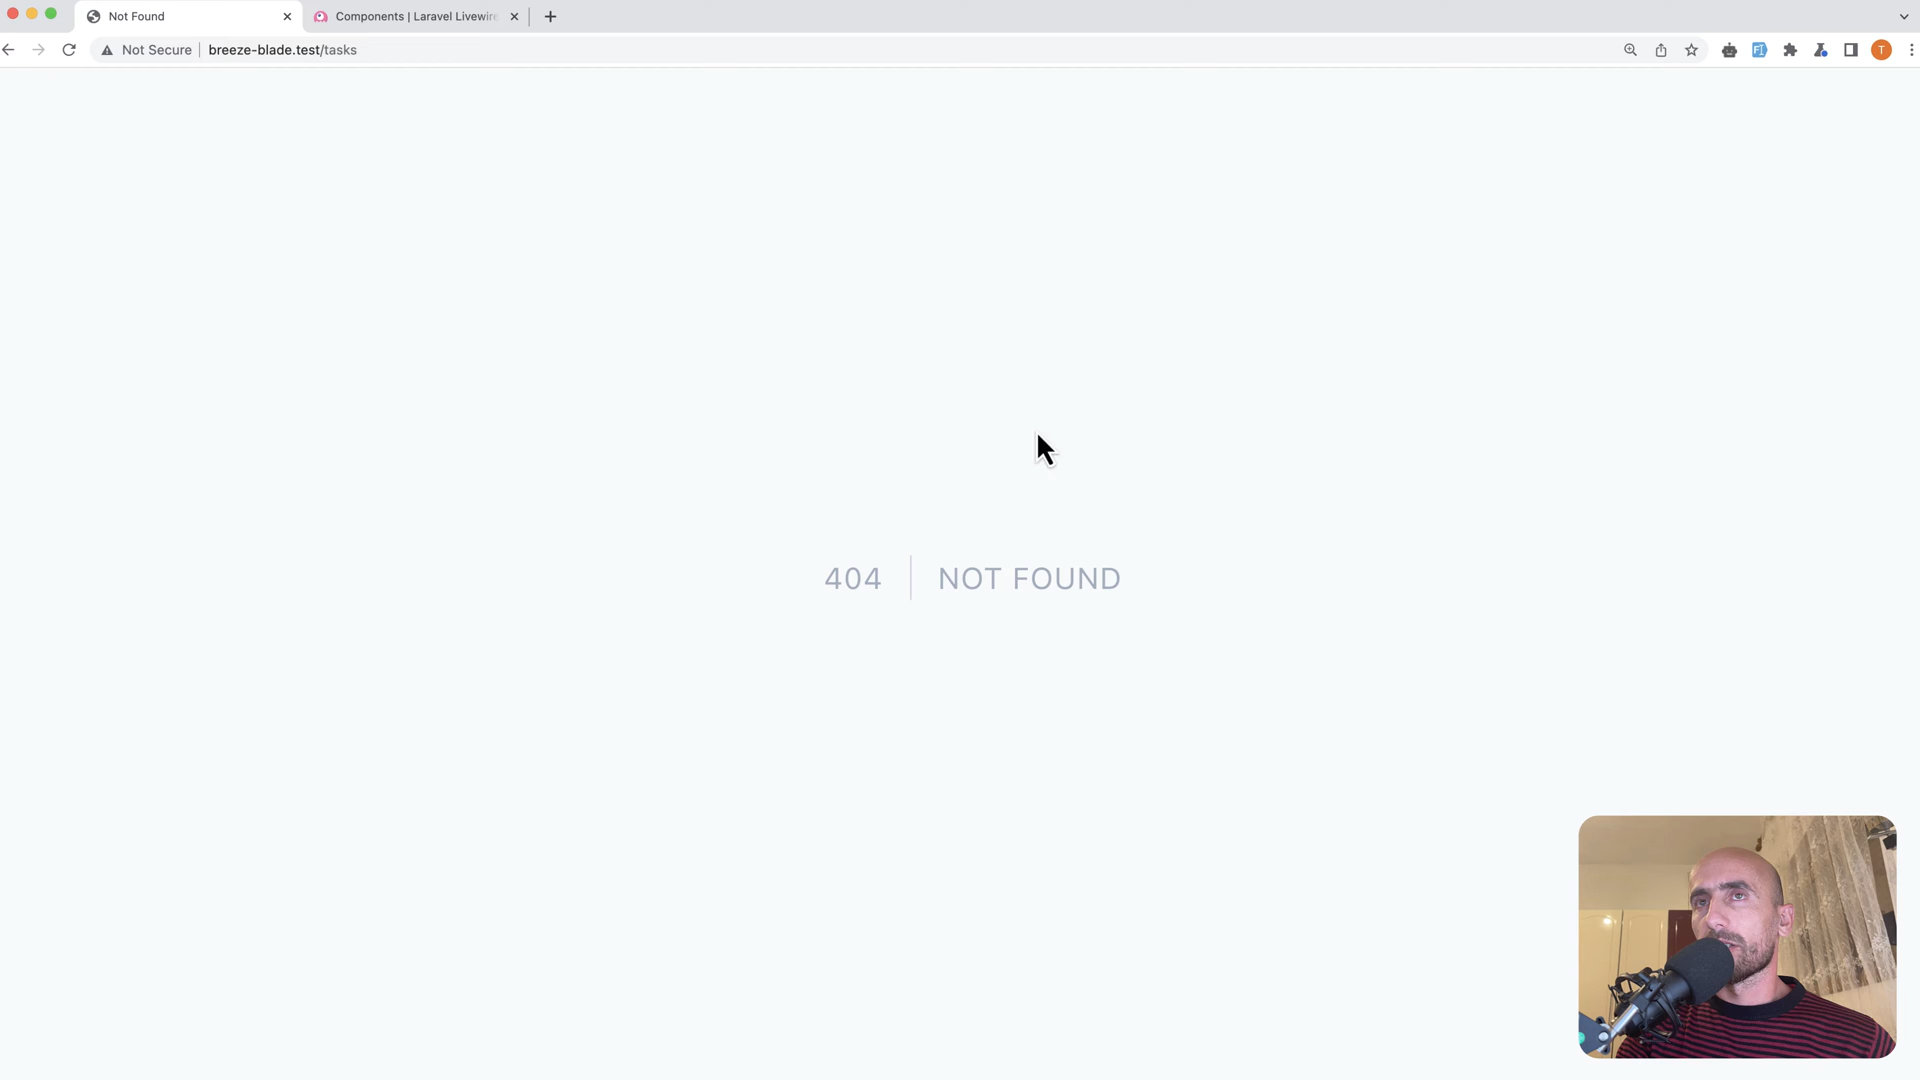 Not Found
Components | Laravel Livewire
Not Secure
breeze-blade.test/tasks
T
404
NOT FOUND